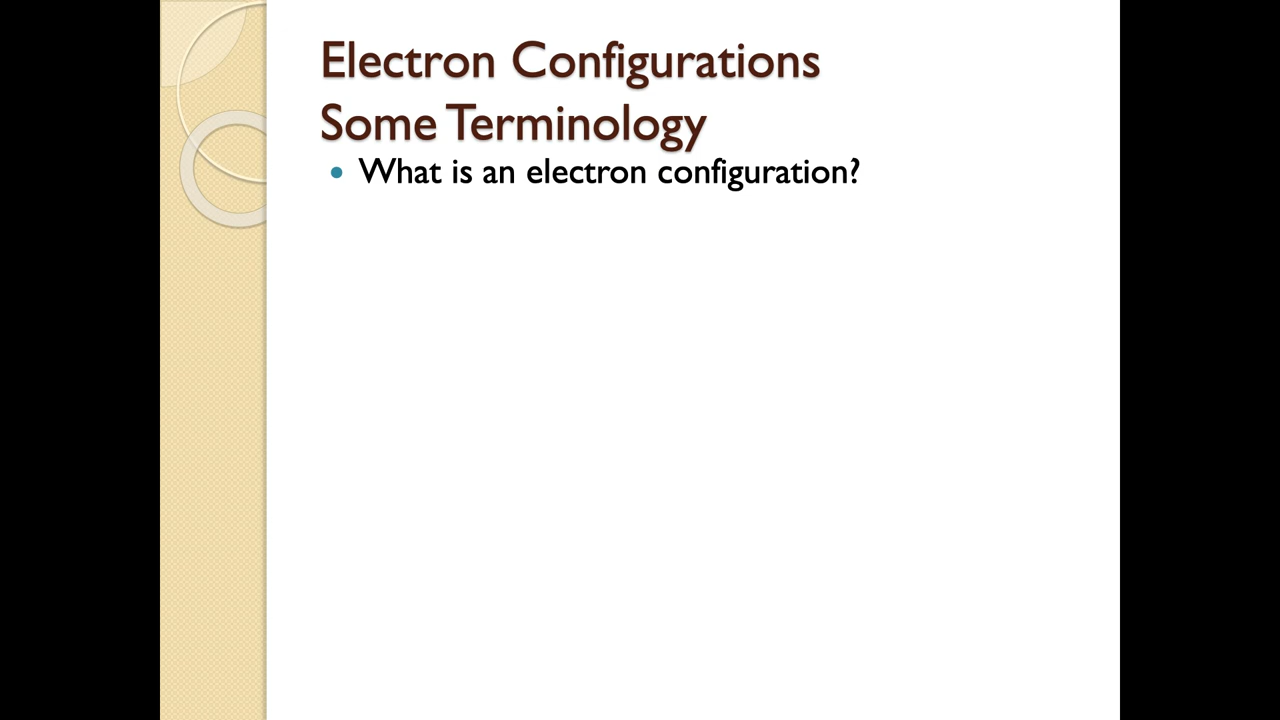 Electron Configurations
Some Terminology
• What is an electron configuration?